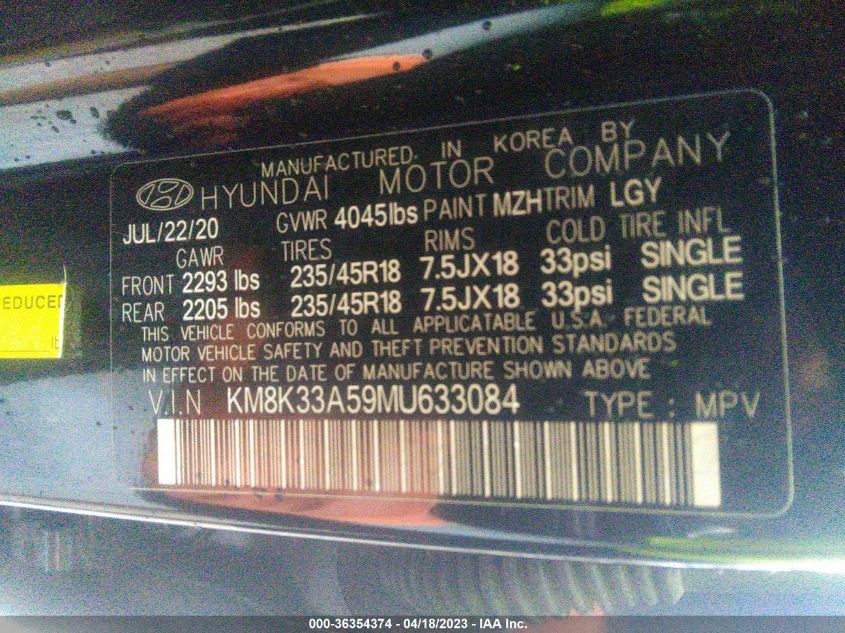 MANUFACTURED IN KOREA BY
HYUNDAI MOTOR COMPANY
JUL/22/20 GVWR 4045lbs PAINT MZH TRIM LGY
GAWR TIRES RIMS COLD TIRE INFL
FRONT 2293 lbs 235/45R18 7.5JX18 33psi SINGLE
REAR 2205 lbs 235/45R18 7.5JX18 33psi SINGLE
THIS VEHICLE CONFORMS TO ALL APPLICATABLE U.S.A. FEDERAL
MOTOR VEHICLE SAFETY AND THEFT PREVENTION STANDARDS
IN EFFECT ON THE DATE OF MANUFACTURE SHOWN ABOVE
V.I.N KM8K33A59MU633084 TYPE : MPV
EDUCED
000-36354374 - 04/18/2023 - IAA Inc.